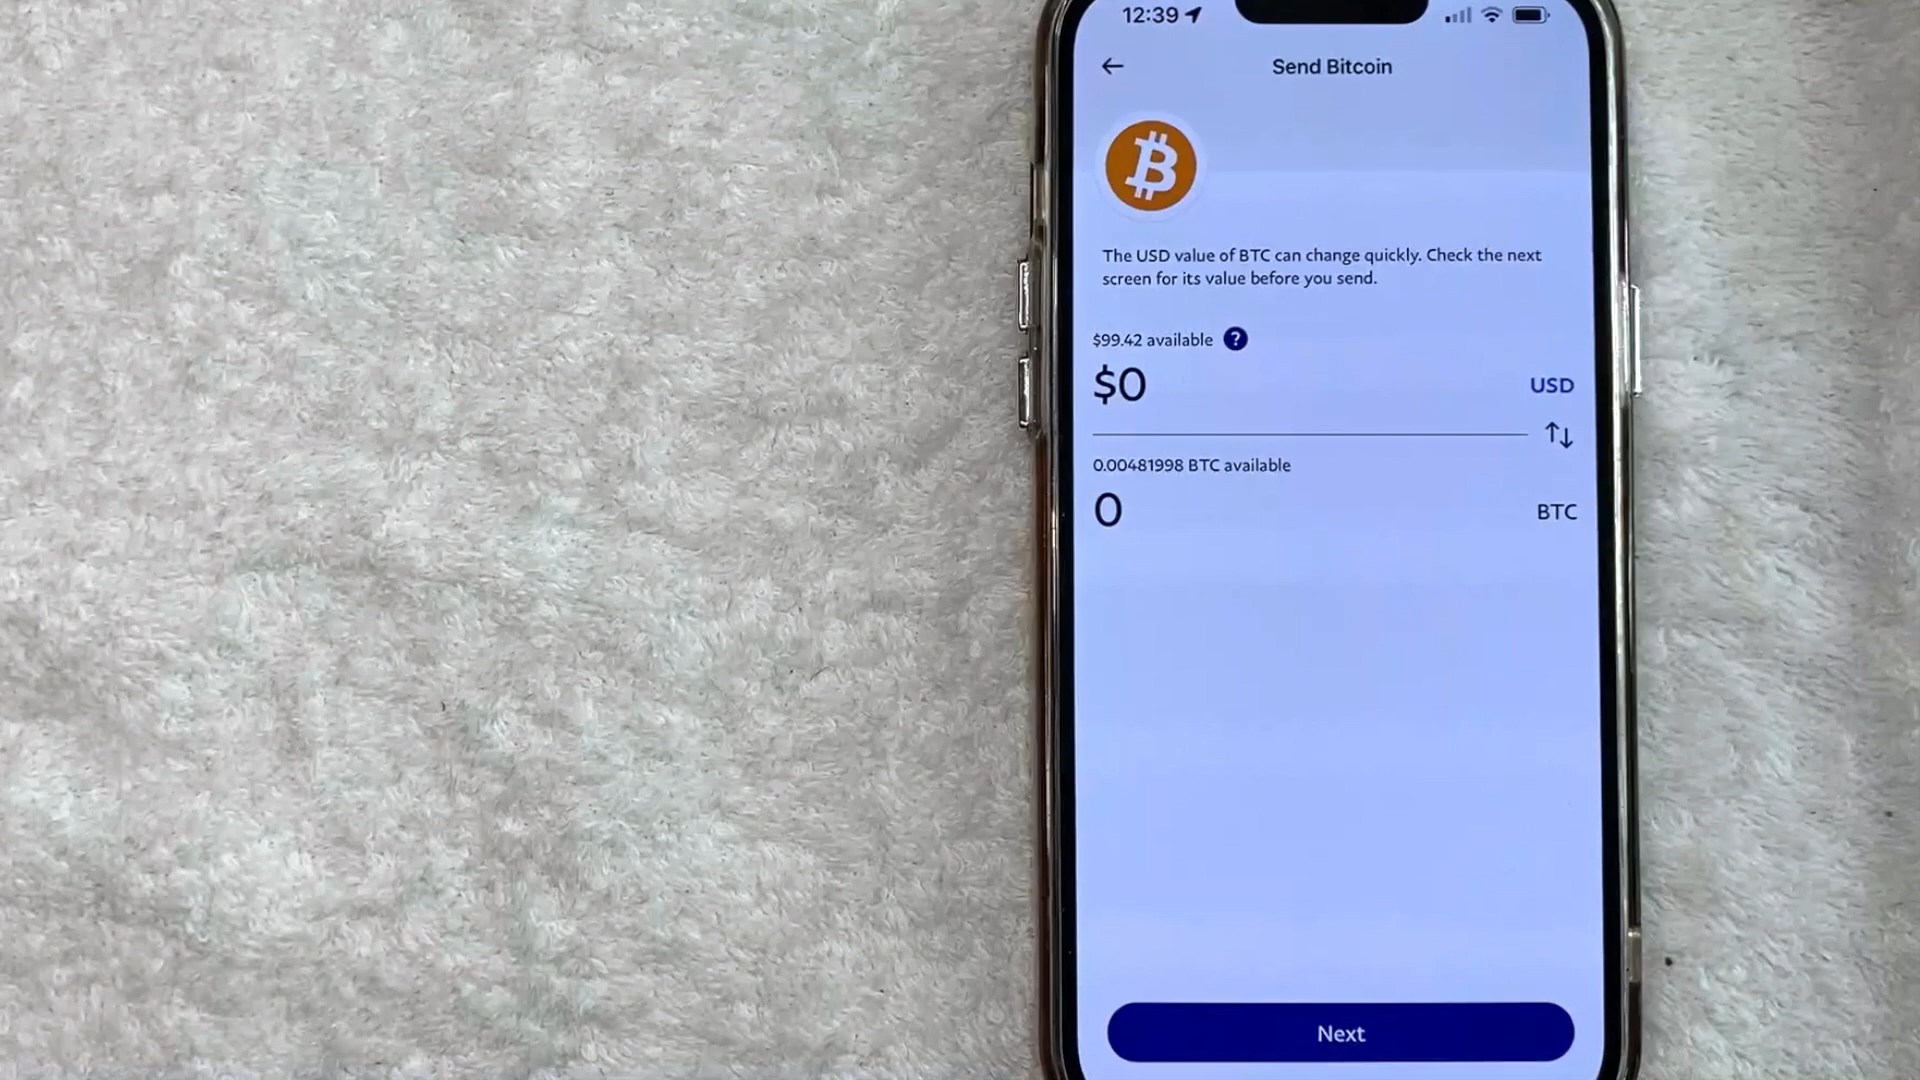 12:39
Send Bitcoin
The USD value of BTC can change quickly. Check the next
screen for its value before you send.
$99.42 available ?
$0 USD
0.00481998 BTC available
0 BTC
Next